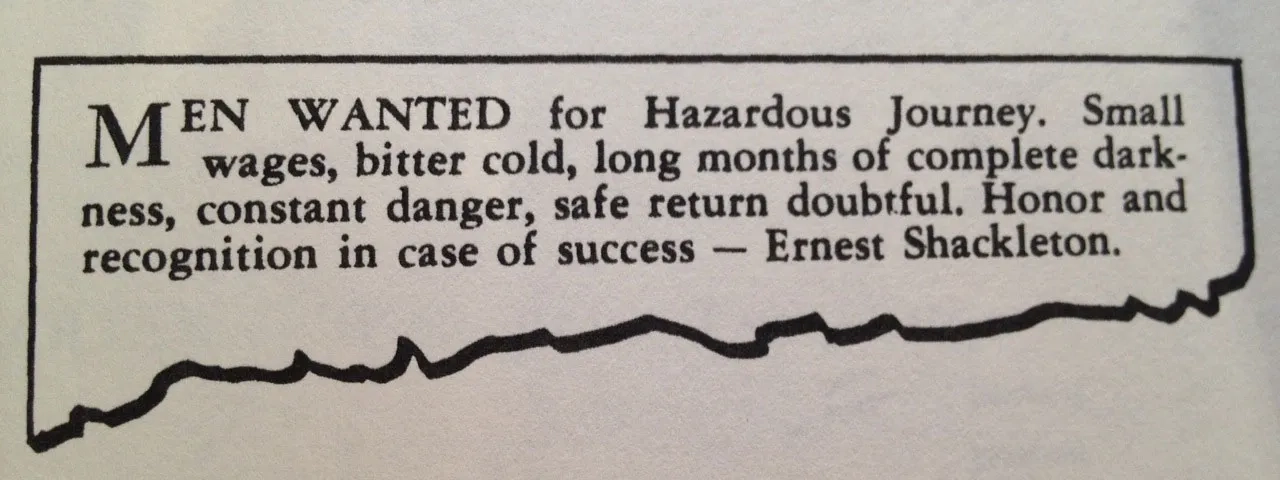 MEN WANTED for Hazardous Journey. Small
wages, bitter cold, long months of complete dark-
ness, constant danger, safe return doubtful. Honor and
recognition in case of success — Ernest Shackleton.